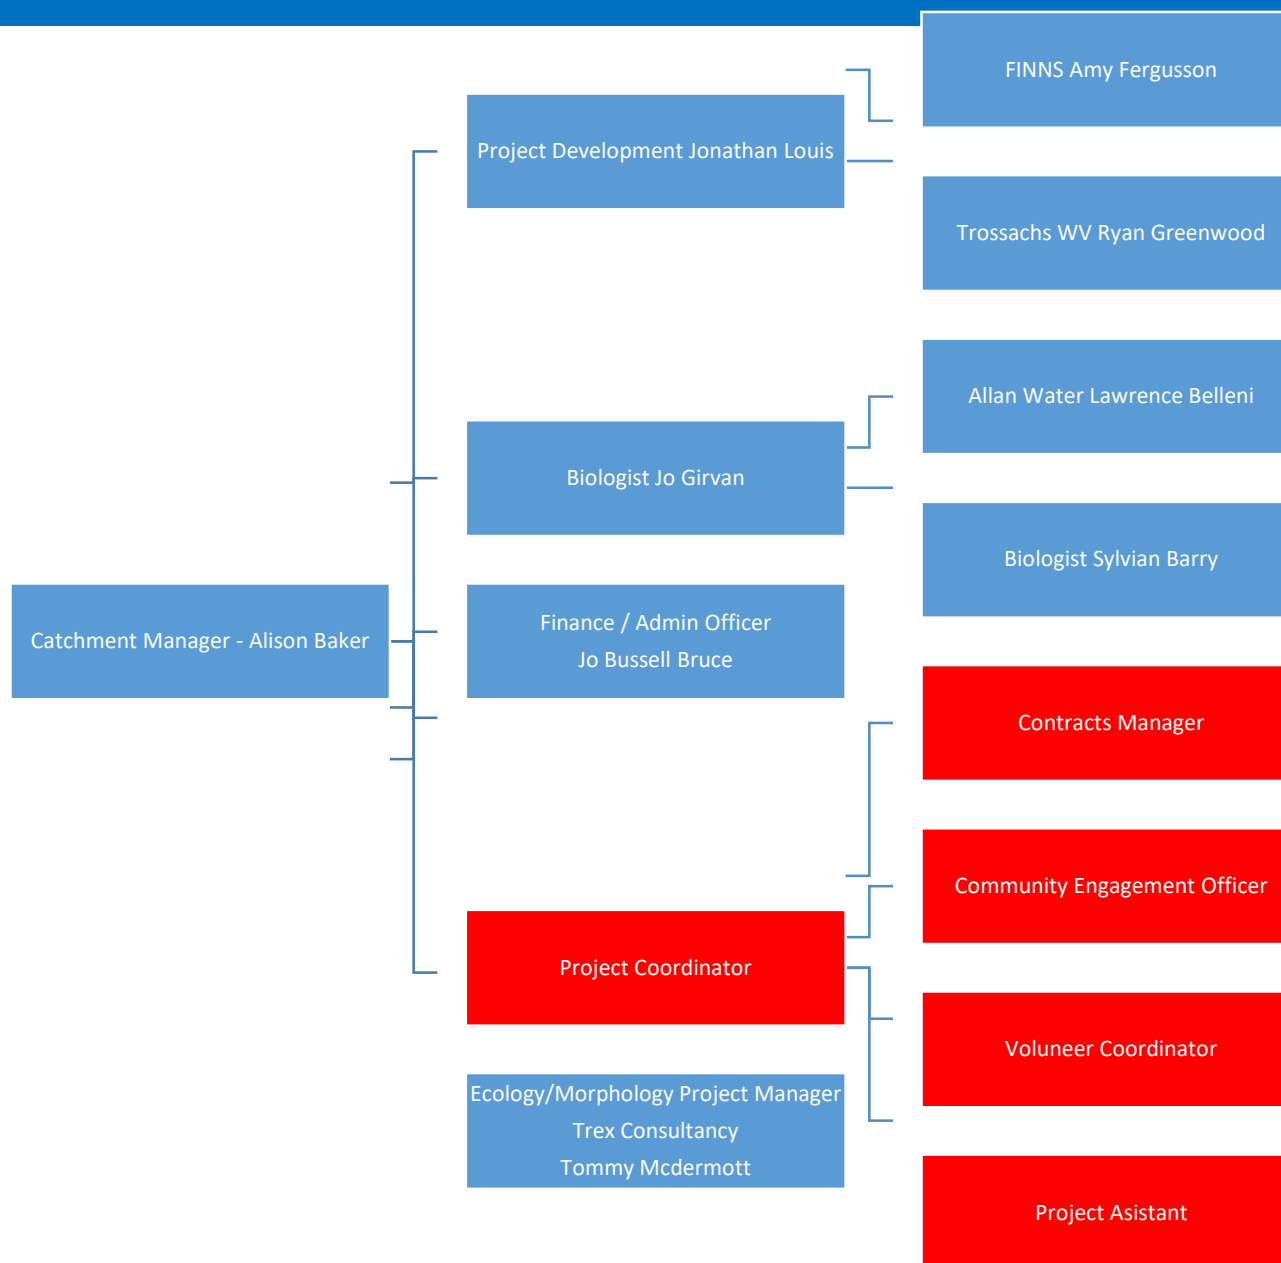 FINNS Amy Fergusson
Project Development Jonathan Louis
Trossachs WV Ryan Greenwood
Allan Water Lawrence Belleni
Biologist Jo Girvan
Biologist Sylvian Barry
Catchment Manager - Alison Baker
Finance / Admin Officer
Jo Bussell Bruce
Contracts Manager
Community Engagement Officer
Project Coordinator
Voluneer Coordinator
Ecology/Morphology Project Manager
Trex Consultancy
Tommy Mcdermott
Project Asistant